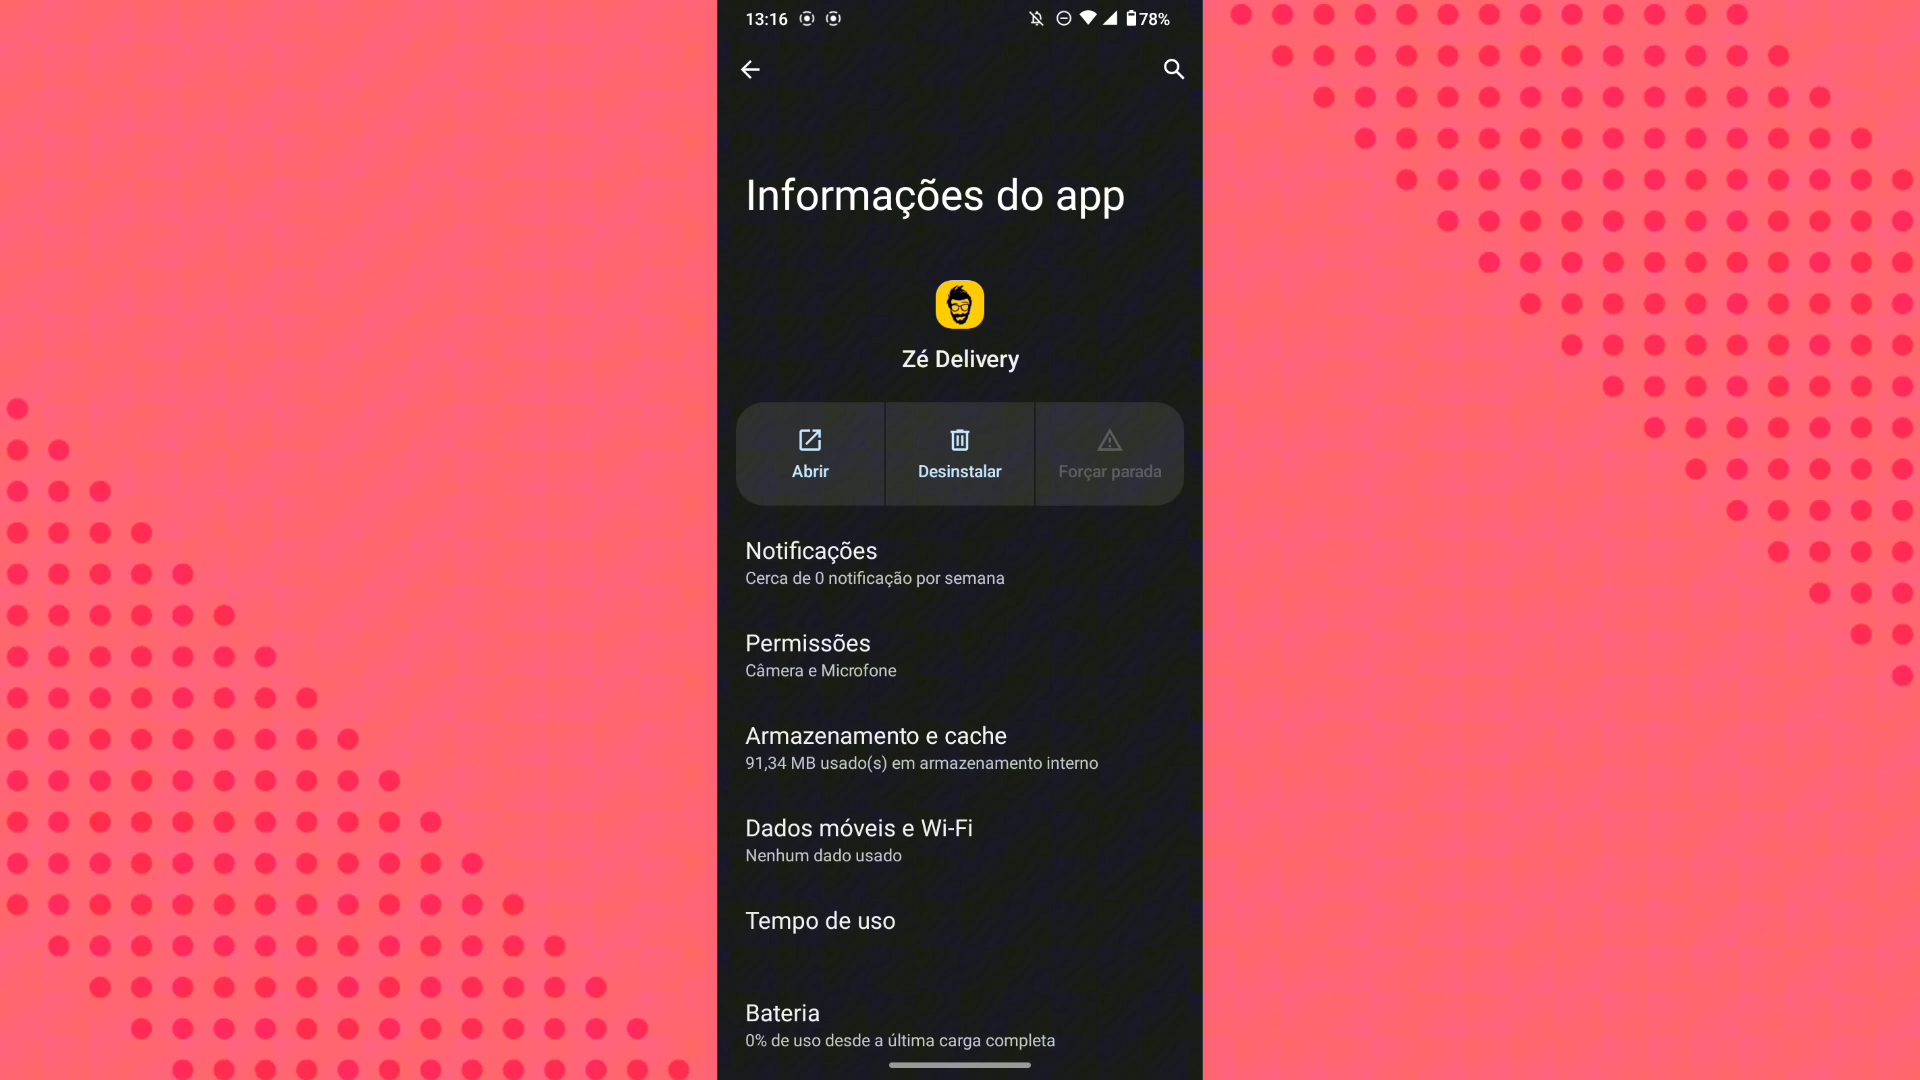 13:16
78%
Informações do app
Zé Delivery
Abrir
Desinstalar
Forçar parada
Notificações
Cerca de 0 notificação por semana
Permissões
Câmera e Microfone
Armazenamento e cache
91,34 MB usado(s) em armazenamento interno
Dados móveis e Wi-Fi
Nenhum dado usado
Tempo de uso
Bateria
0% de uso desde a última carga completa